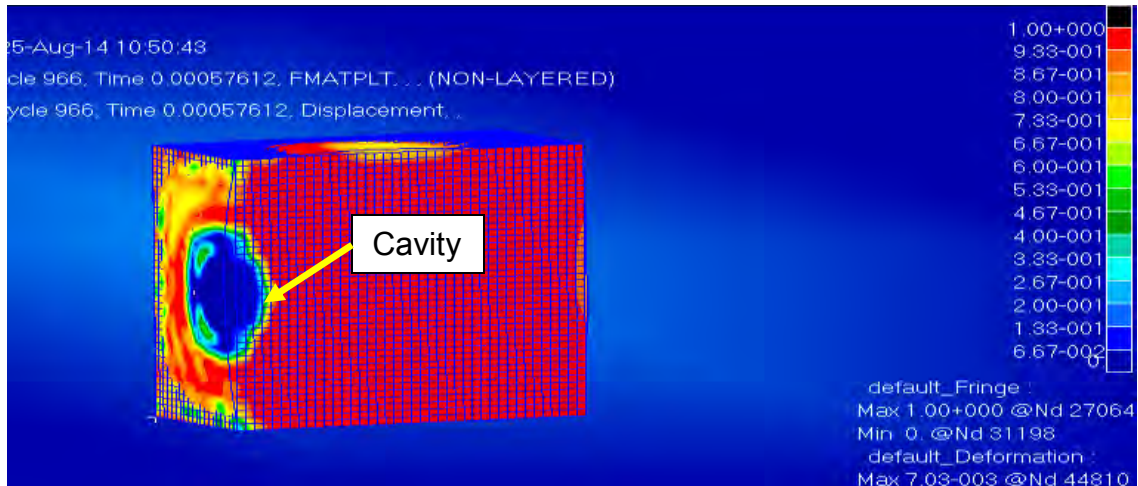 25-Aug-14 10:50:43
cle 966, Time 0.00057612, FMATPLT, . . (NON-LAYERED)
ycle 966, Time 0.00057612, Displacement, ,
Cavity
1.00+000
9.33-001
8.67-001
8.00-001
7.33-001
6.67-001
6.00-001
5.33-001
4.67-001
4.00-001
3.33-001
2.67-001
2.00-001
1.33-001
6.67-002
0.
default_Fringe :
Max 1.00+000 @Nd 27064
Min 0. @Nd 31198
default_Deformation :
Max 7.03-003 @Nd 44810